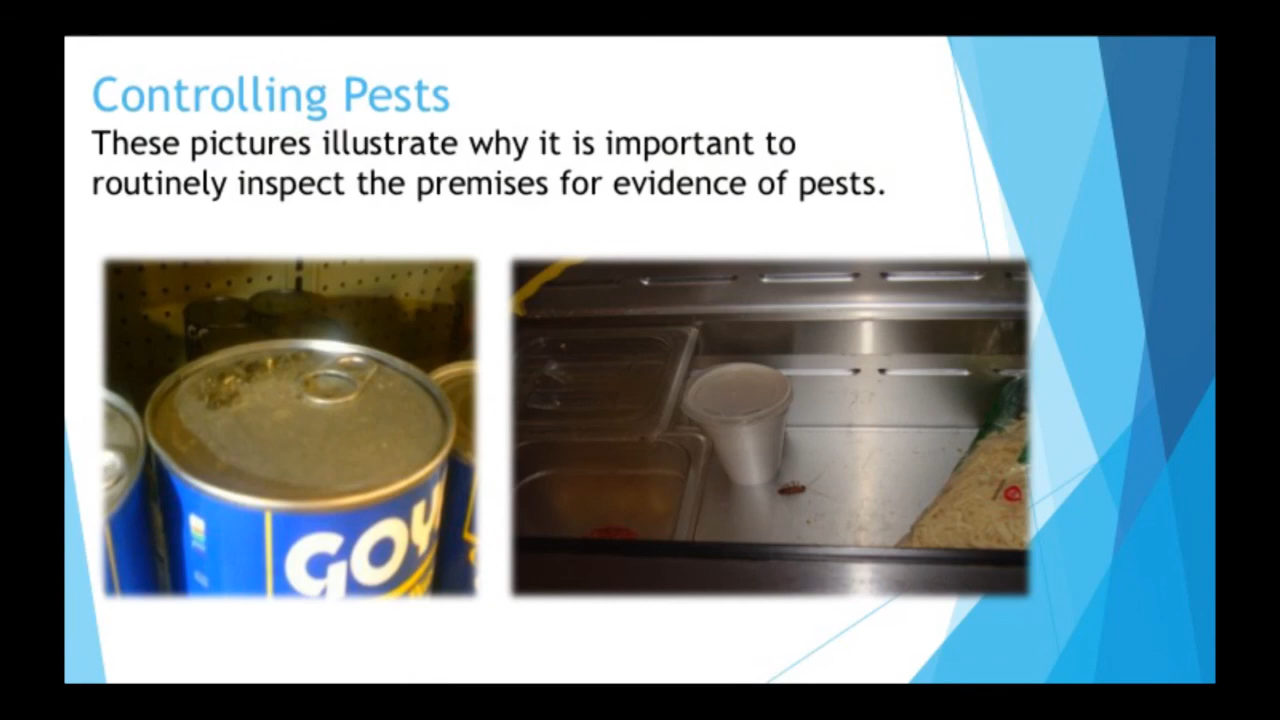 Controlling Pests
These pictures illustrate why it is important to
routinely inspect the premises for evidence of pests.
GOY